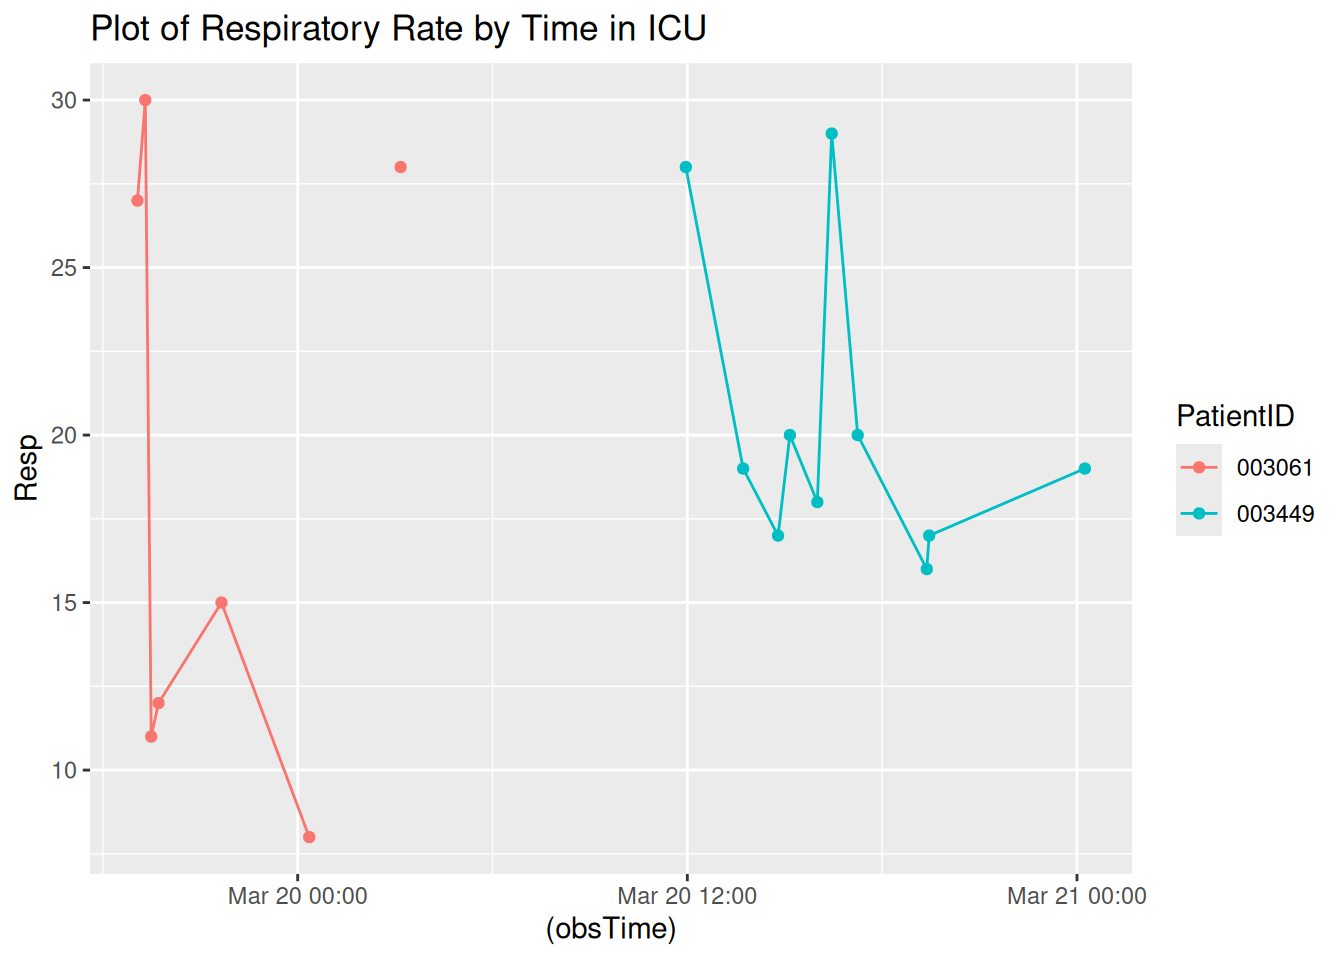 Plot of Respiratory Rate by Time in ICU
30
25
20
15
10
Resp
Mar 20 00:00
Mar 20 12:00
Mar 21 00:00
(obsTime)
PatientID
003061
003449